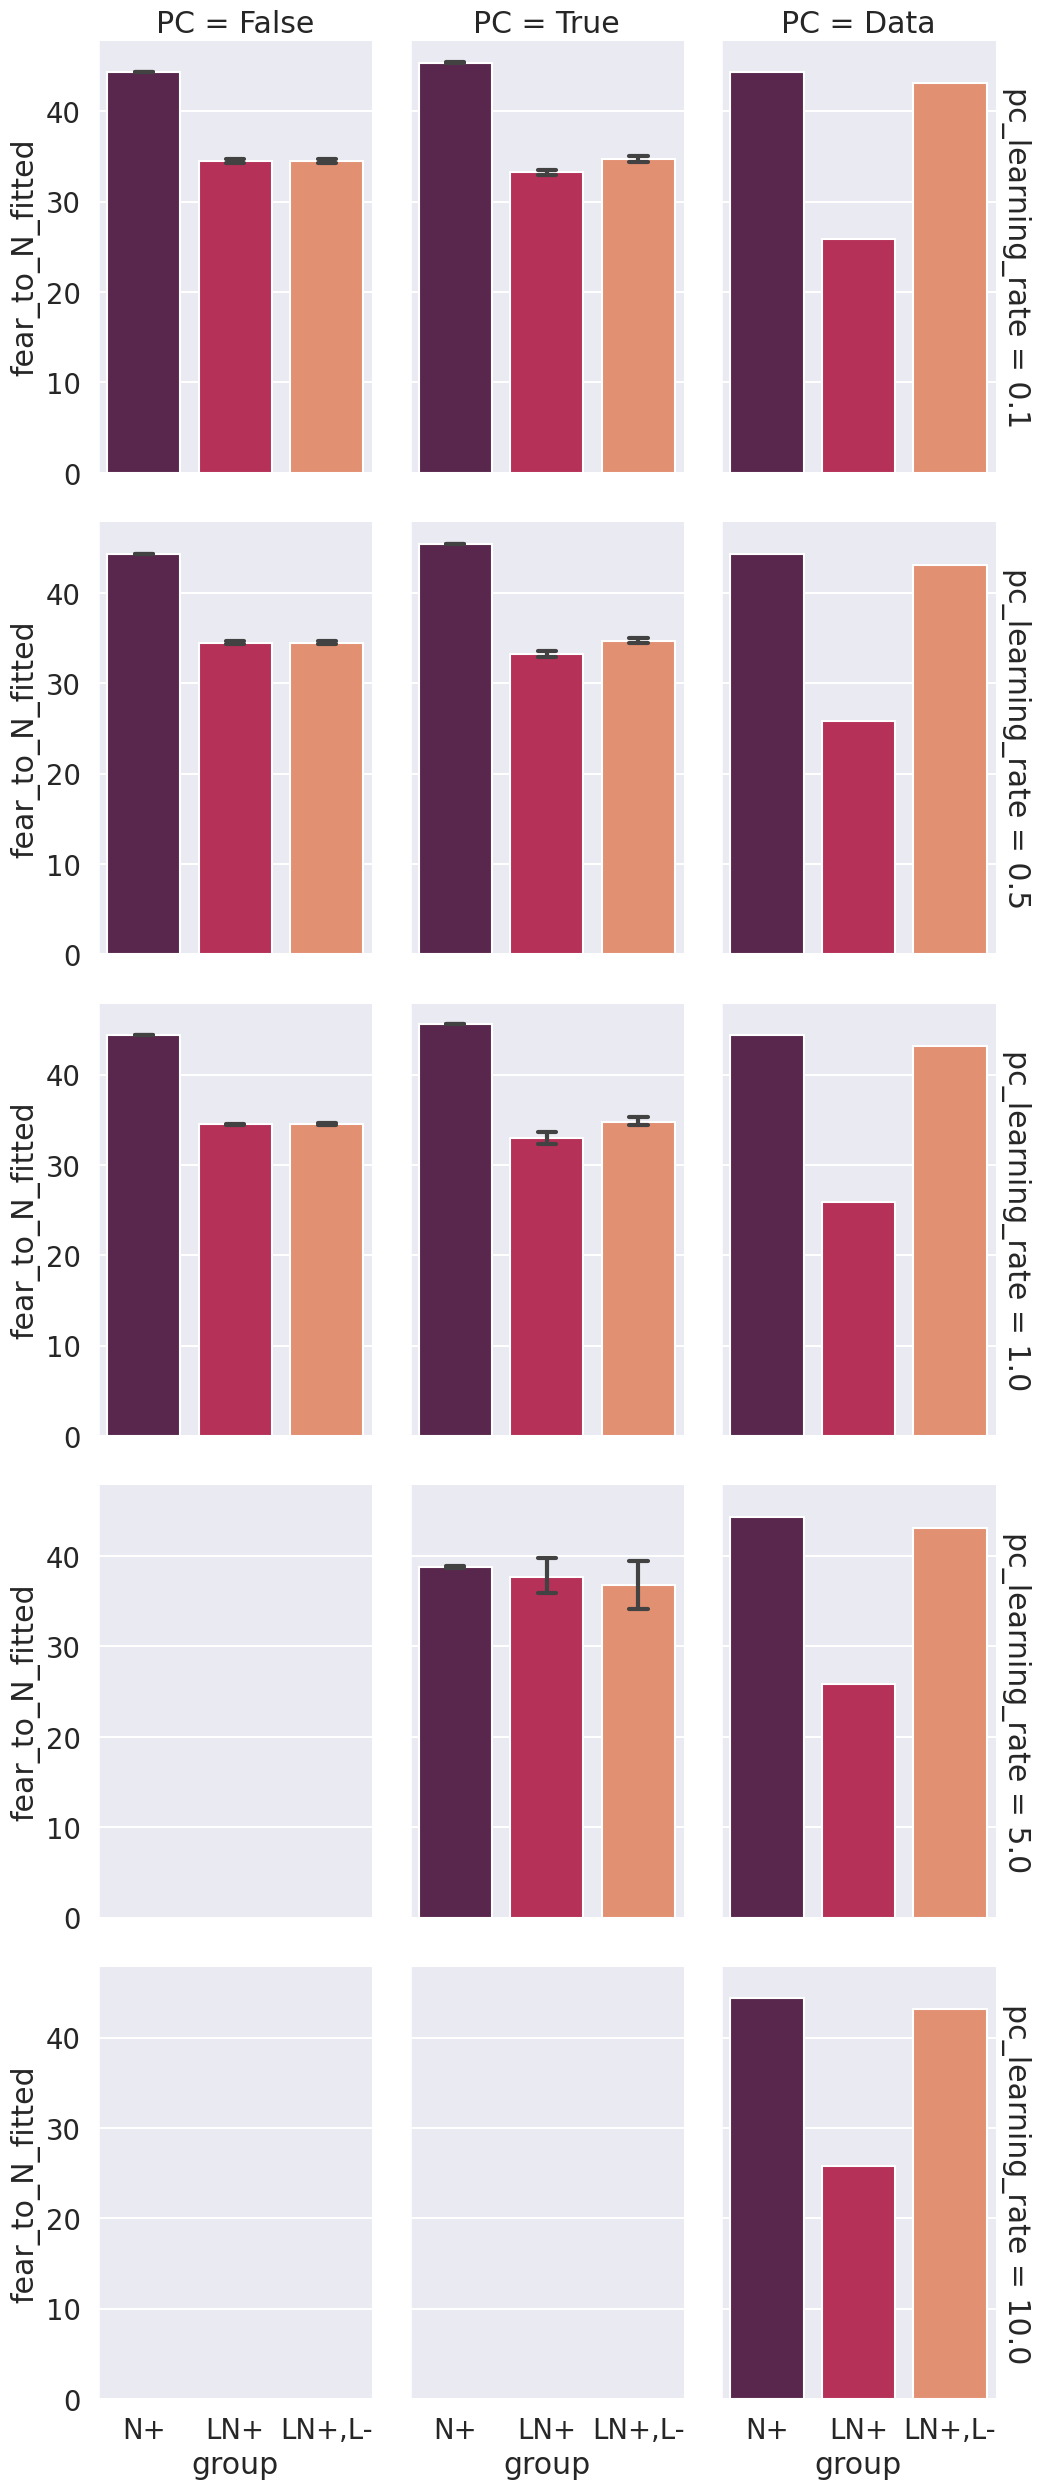 PC = False
PC = True
PC = Data
fear_to_N_fitted
40
30
20
10
0
pc_learning_rate = 0.1
fear_to_N_fitted
40
30
20
10
0
pc_learning_rate = 0.5
fear_to_N_fitted
40
30
20
10
0
pc_learning_rate = 1.0
fear_to_N_fitted
40
30
20
10
0
pc_learning_rate = 5.0
fear_to_N_fitted
40
30
20
10
0
pc_learning_rate = 10.0
N+ LN+ LN+,L-
group
N+ LN+ LN+,L-
group
N+ LN+ LN+,L-
group